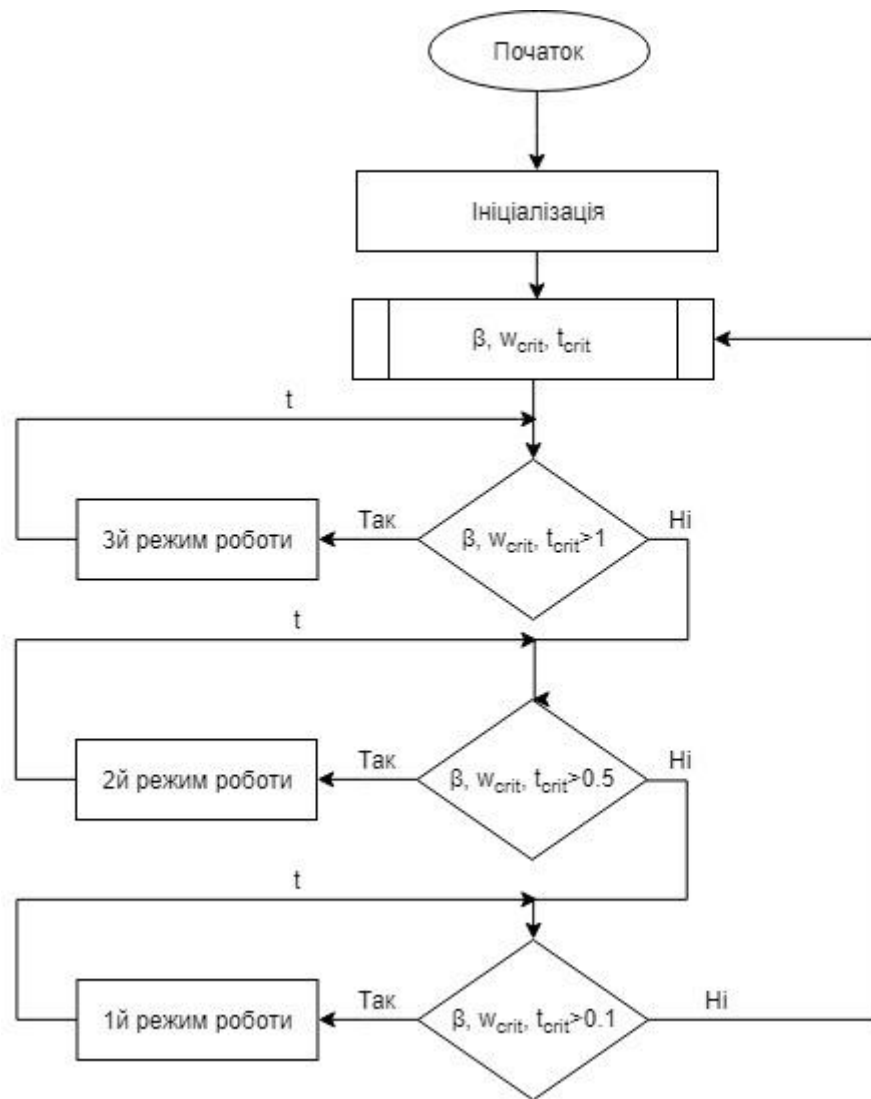 Початок
Ініціалізація
β, w_crit, t_crit
t
Так
Ні
3й режим роботи
β, w_crit, t_crit>1
t
Так
Ні
2й режим роботи
β, w_crit, t_crit>0.5
t
Так
Ні
1й режим роботи
β, w_crit, t_crit>0.1